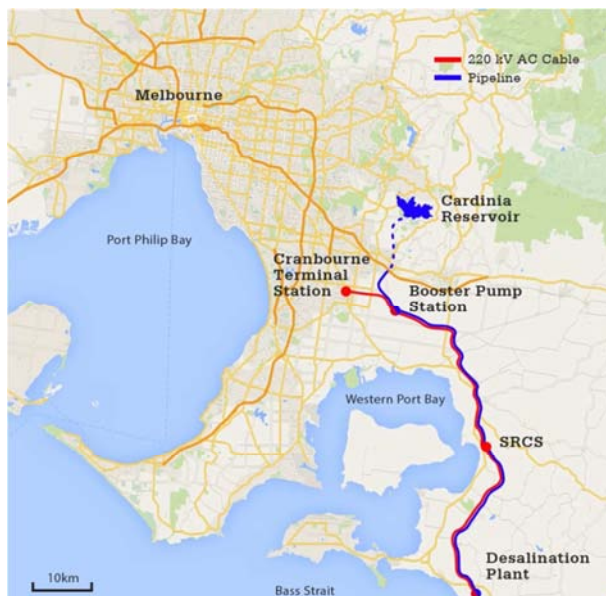 220 kV AC Cable
Pipeline
Melbourne
Cardinia
Reservoir
Port Philip Bay
Cranbourne
Terminal
Station
Booster Pump
Station
Western Port Bay
SRCS
Desalination
Plant
10km
Bass Strait